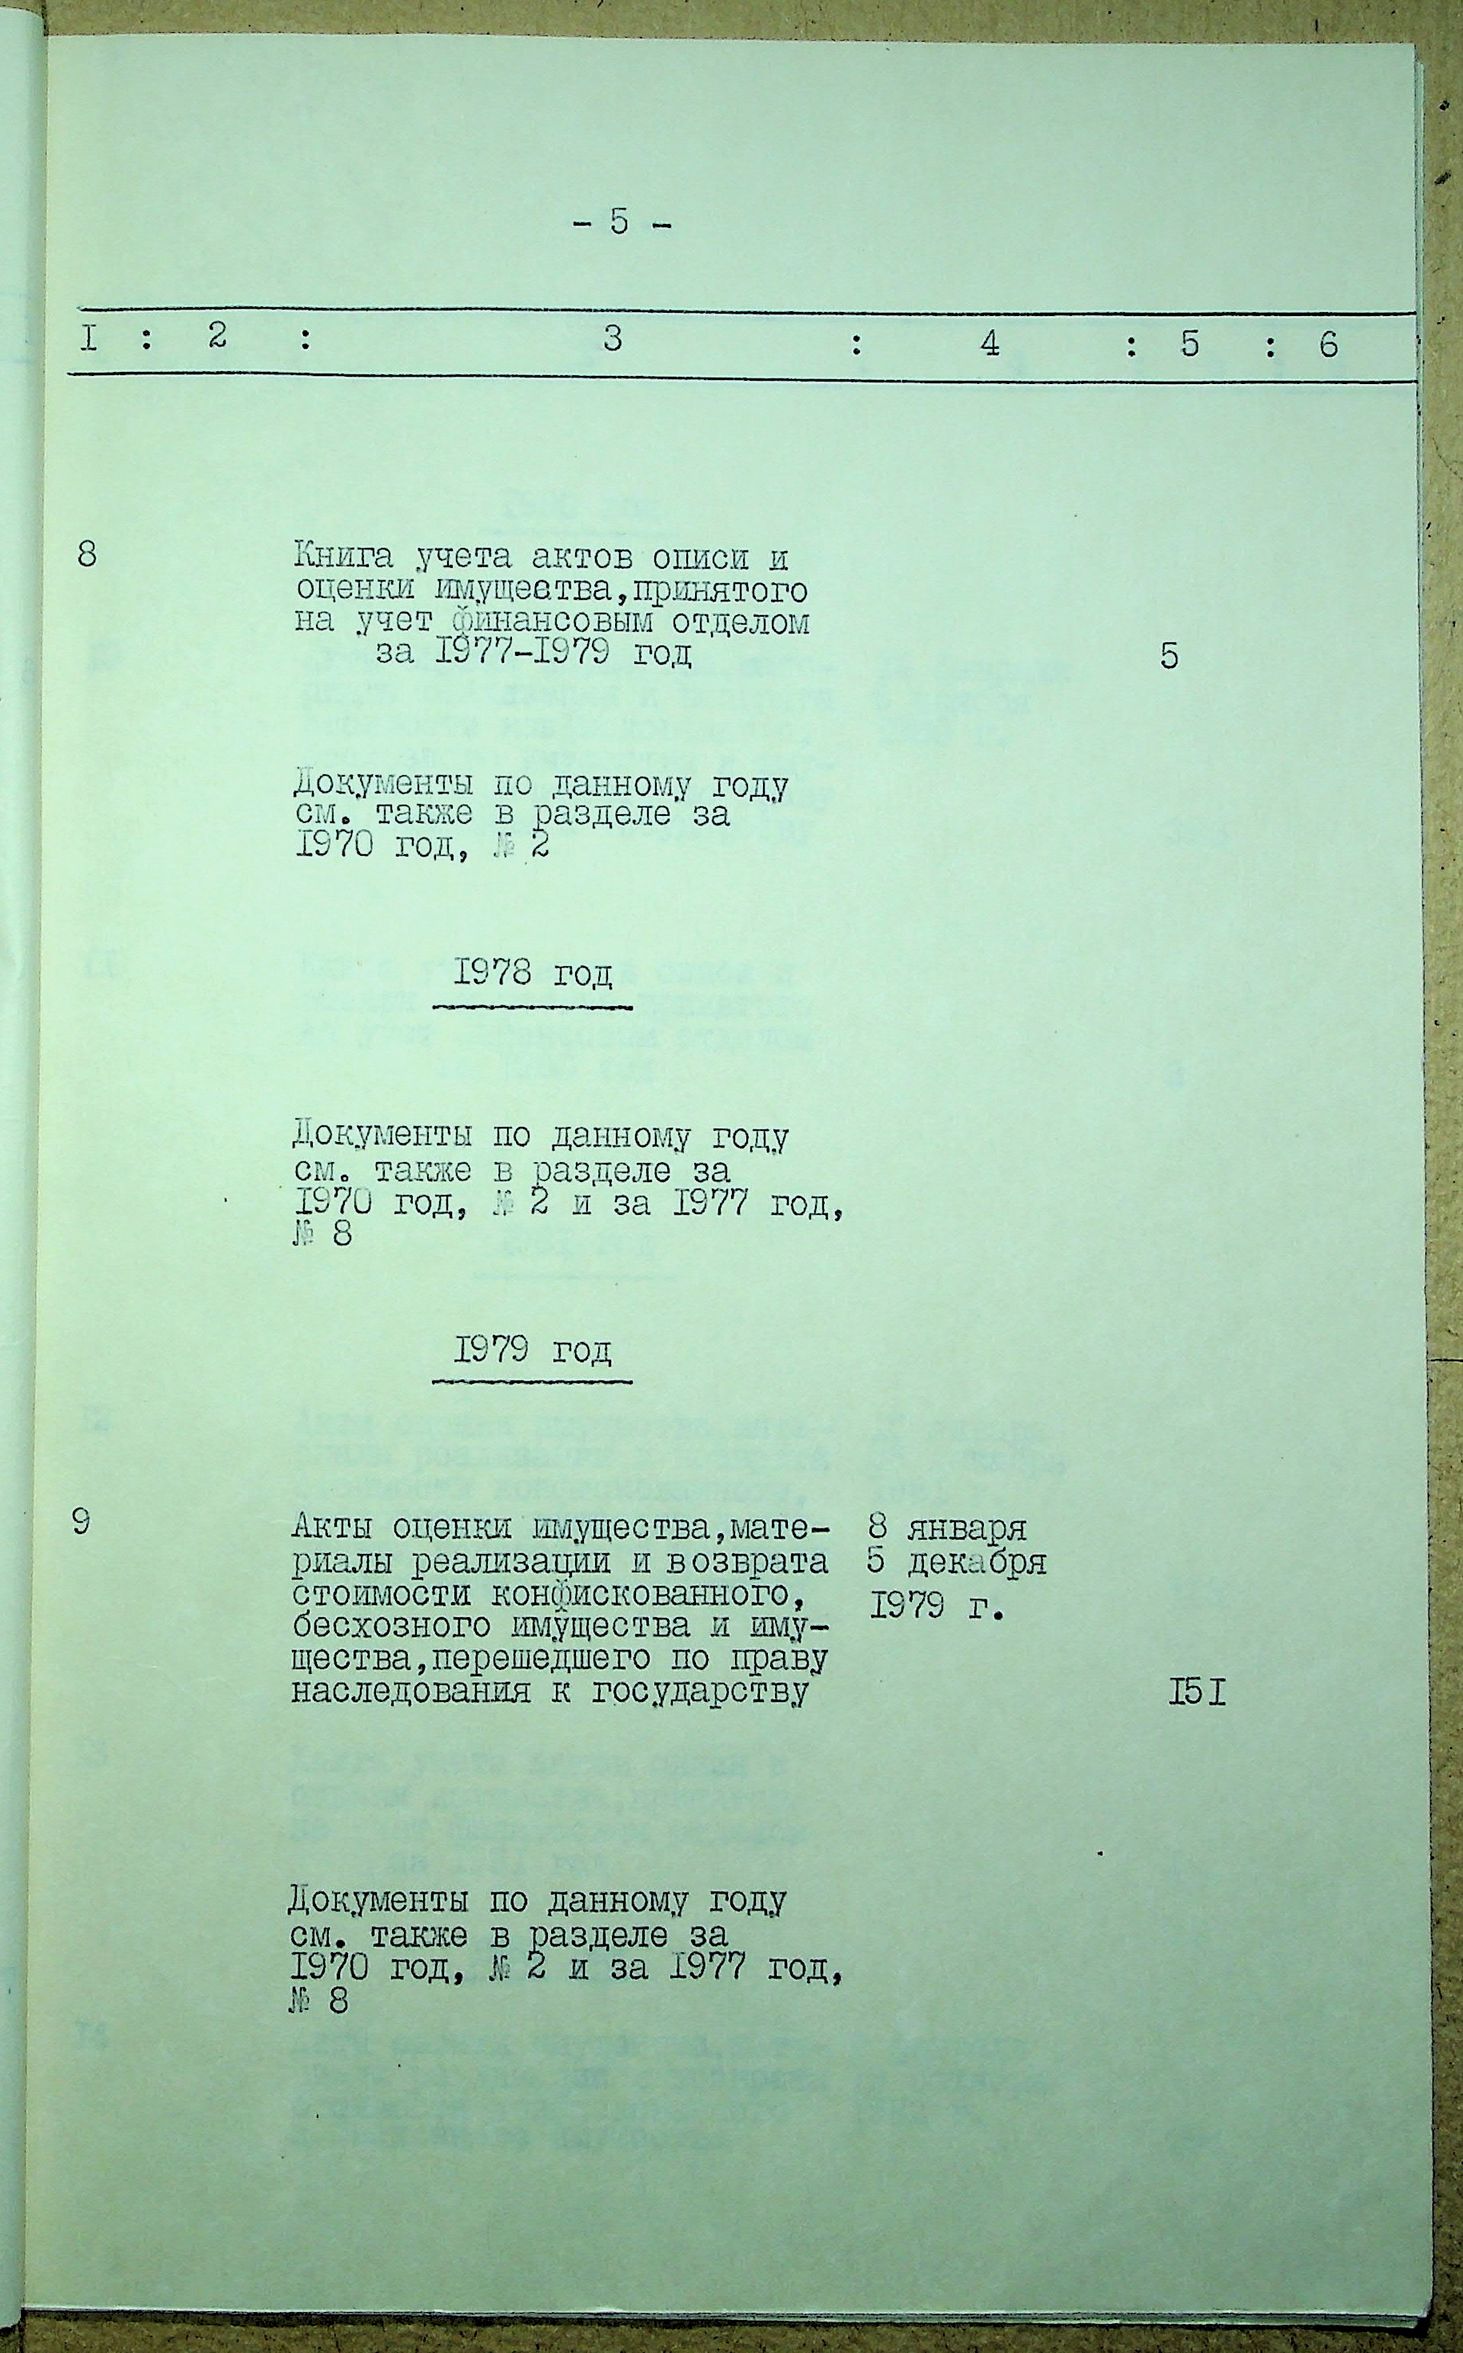 - 5 -
I : 2 : 3 : 4 : 5 : 6
8 Книга учета актов описи и
оценки имущества,принятого
на учет финансовым отделом
за 1977-1979 год 5
Документы по данному году
см. также в разделе за
1970 год, № 2
1978 год
Документы по данному году
см. также в разделе за
1970 год, № 2 и за 1977 год,
№ 8
1979 год
9 Акты оценки имущества,мате- 8 января
риалы реализации и возврата 5 декабря
стоимости конфискованного, 1979 г.
бесхозного имущества и иму-
щества,перешедшего по праву
наследования к государству 151
Документы по данному году
см. также в разделе за
1970 год, № 2 и за 1977 год,
№ 8